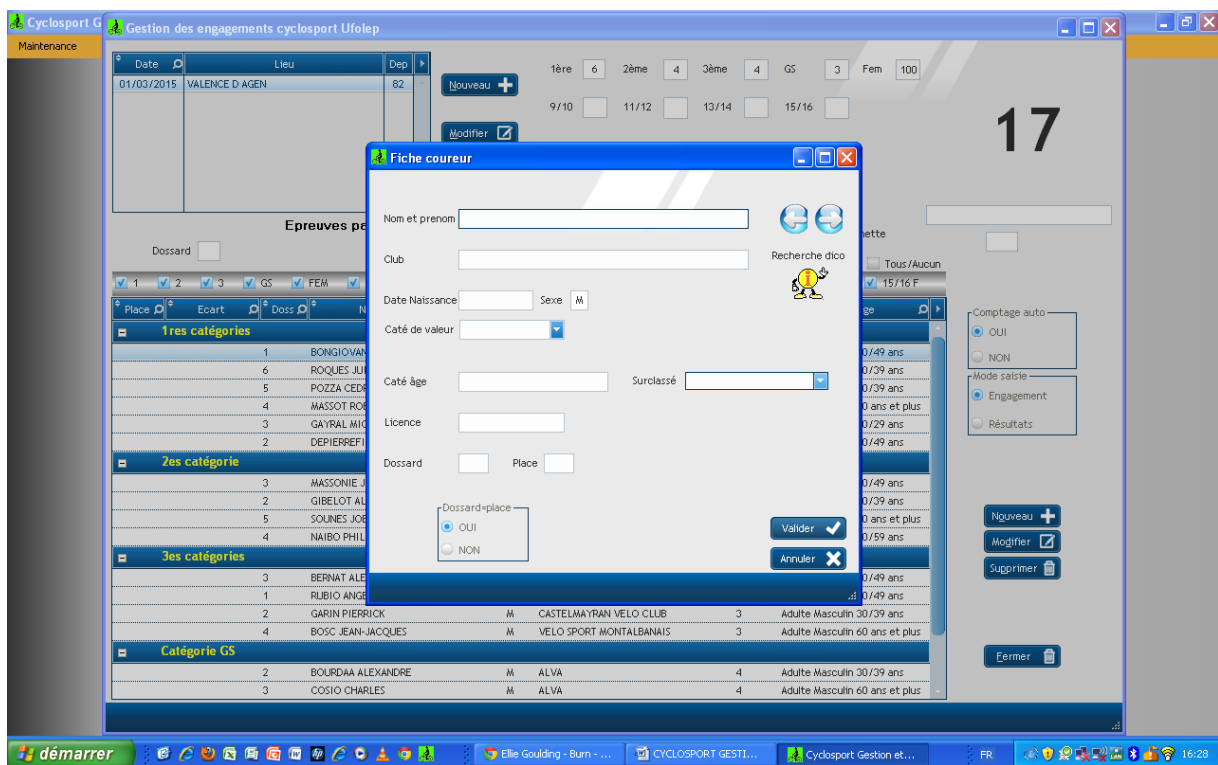 Cyclosport G
Gestion des engagements cyclosport Ufolep
Maintenance
Date Lieu Dep
01/03/2015 VALENCE D AGEN 82
Nouveau
Modifier
1ère 6 2ème 4 3ème 4 GS 3 Fem 100
9/10 11/12 13/14 15/16
17
Fiche coureur
Nom et prenom
Club
Recherche dico
Date Naissance Sexe M
Caté de valeur
Caté âge Surclassé
Licence
Dossard Place
Dossard=place
OUI
NON
Valider
Annuler
Epreuves pa
Dossard
nette
Tous/Aucun
1 2 3 GS FEM 15/16 F
Place Ecart Doss N ge
1res catégories
1 BONGIOVAN 0/49 ans
6 ROQUES JUL 0/39 ans
5 POZZA CEDR 0/39 ans
4 MASSOT ROB 0 ans et plus
3 GAYRAL MIC 0/29 ans
2 DEPIERREFI 0/49 ans
2es catégorie
3 MASSONIE J 0/49 ans
2 GIBELOT AL 0/39 ans
5 SOUNES JOE 0 ans et plus
4 NAIBO PHIL 0/59 ans
3es catégories
3 BERNAT ALE 0/49 ans
1 RUBIO ANGE 0/49 ans
2 GARIN PIERRICK M CASTELMAYRAN VELO CLUB 3 Adulte Masculin 30/39 ans
4 BOSC JEAN-JACQUES M VELO SPORT MONTALBANAIS 3 Adulte Masculin 60 ans et plus
Catégorie GS
2 BOURDAA ALEXANDRE M ALVA 4 Adulte Masculin 30/39 ans
3 COSIO CHARLES M ALVA 4 Adulte Masculin 60 ans et plus
Comptage auto
OUI
NON
Mode saisie
Engagement
Résultats
Nouveau
Modifier
Supprimer
Fermer
démarrer
Ellie Goulding - Burn - ...
CYCLOSPORT GESTI...
Cyclosport Gestion et...
FR
16:28